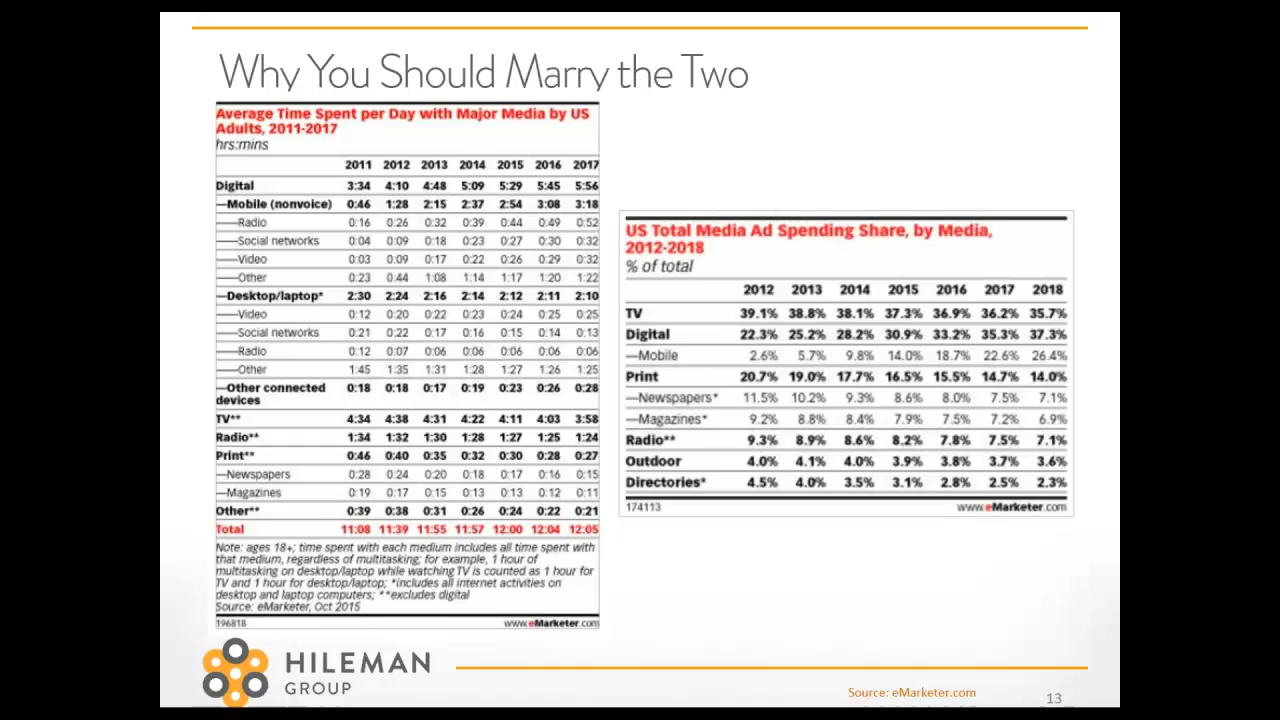 Why You Should Marry the Two
Average Time Spent per Day with Major Media by US
Adults, 2011-2017
hrs:mins
2011 2012 2013 2014 2015 2016 2017
Digital 3:34 4:10 4:48 5:09 5:29 5:45 5:56
—Mobile (nonvoice) 0:46 1:28 2:15 2:37 2:54 3:08 3:18
——Radio 0:16 0:26 0:32 0:39 0:44 0:49 0:52
——Social networks 0:04 0:09 0:18 0:23 0:27 0:30 0:32
——Video 0:03 0:09 0:17 0:22 0:26 0:29 0:32
——Other 0:23 0:44 1:08 1:14 1:17 1:20 1:22
—Desktop/laptop* 2:30 2:24 2:16 2:14 2:12 2:11 2:10
——Video 0:12 0:20 0:22 0:23 0:24 0:25 0:25
——Social networks 0:21 0:22 0:17 0:16 0:15 0:14 0:13
——Radio 0:12 0:07 0:06 0:06 0:06 0:06 0:06
——Other 1:45 1:35 1:31 1:28 1:27 1:26 1:25
—Other connected
devices 0:18 0:18 0:17 0:19 0:23 0:26 0:28
TV** 4:34 4:38 4:31 4:22 4:11 4:03 3:58
Radio** 1:34 1:32 1:30 1:28 1:27 1:25 1:24
Print** 0:46 0:40 0:35 0:32 0:30 0:28 0:27
—Newspapers 0:28 0:24 0:20 0:18 0:17 0:16 0:15
—Magazines 0:19 0:17 0:15 0:13 0:13 0:12 0:11
Other** 0:39 0:38 0:31 0:26 0:24 0:22 0:21
Total 11:08 11:39 11:55 11:57 12:00 12:04 12:05
Note: ages 18+; time spent with each medium includes all time spent with
that medium, regardless of multitasking; for example, 1 hour of
multitasking on desktop/laptop while watching TV is counted as 1 hour for
TV and 1 hour for desktop/laptop; *includes all internet activities on
desktop and laptop computers; **excludes digital
Source: eMarketer, Oct 2015
196818 www.eMarketer.com
US Total Media Ad Spending Share, by Media,
2012-2018
% of total
2012 2013 2014 2015 2016 2017 2018
TV 39.1% 38.8% 38.1% 37.3% 36.9% 36.2% 35.7%
Digital 22.3% 25.2% 28.2% 30.9% 33.2% 35.3% 37.3%
—Mobile 2.6% 5.7% 9.8% 14.0% 18.7% 22.6% 26.4%
Print 20.7% 19.0% 17.7% 16.5% 15.5% 14.7% 14.0%
—Newspapers* 11.5% 10.2% 9.3% 8.6% 8.0% 7.5% 7.1%
—Magazines* 9.2% 8.8% 8.4% 7.9% 7.5% 7.2% 6.9%
Radio** 9.3% 8.9% 8.6% 8.2% 7.8% 7.5% 7.1%
Outdoor 4.0% 4.1% 4.0% 3.9% 3.8% 3.7% 3.6%
Directories* 4.5% 4.0% 3.5% 3.1% 2.8% 2.5% 2.3%
174113 www.eMarketer.com
HILEMAN
GROUP
Source: eMarketer.com
13